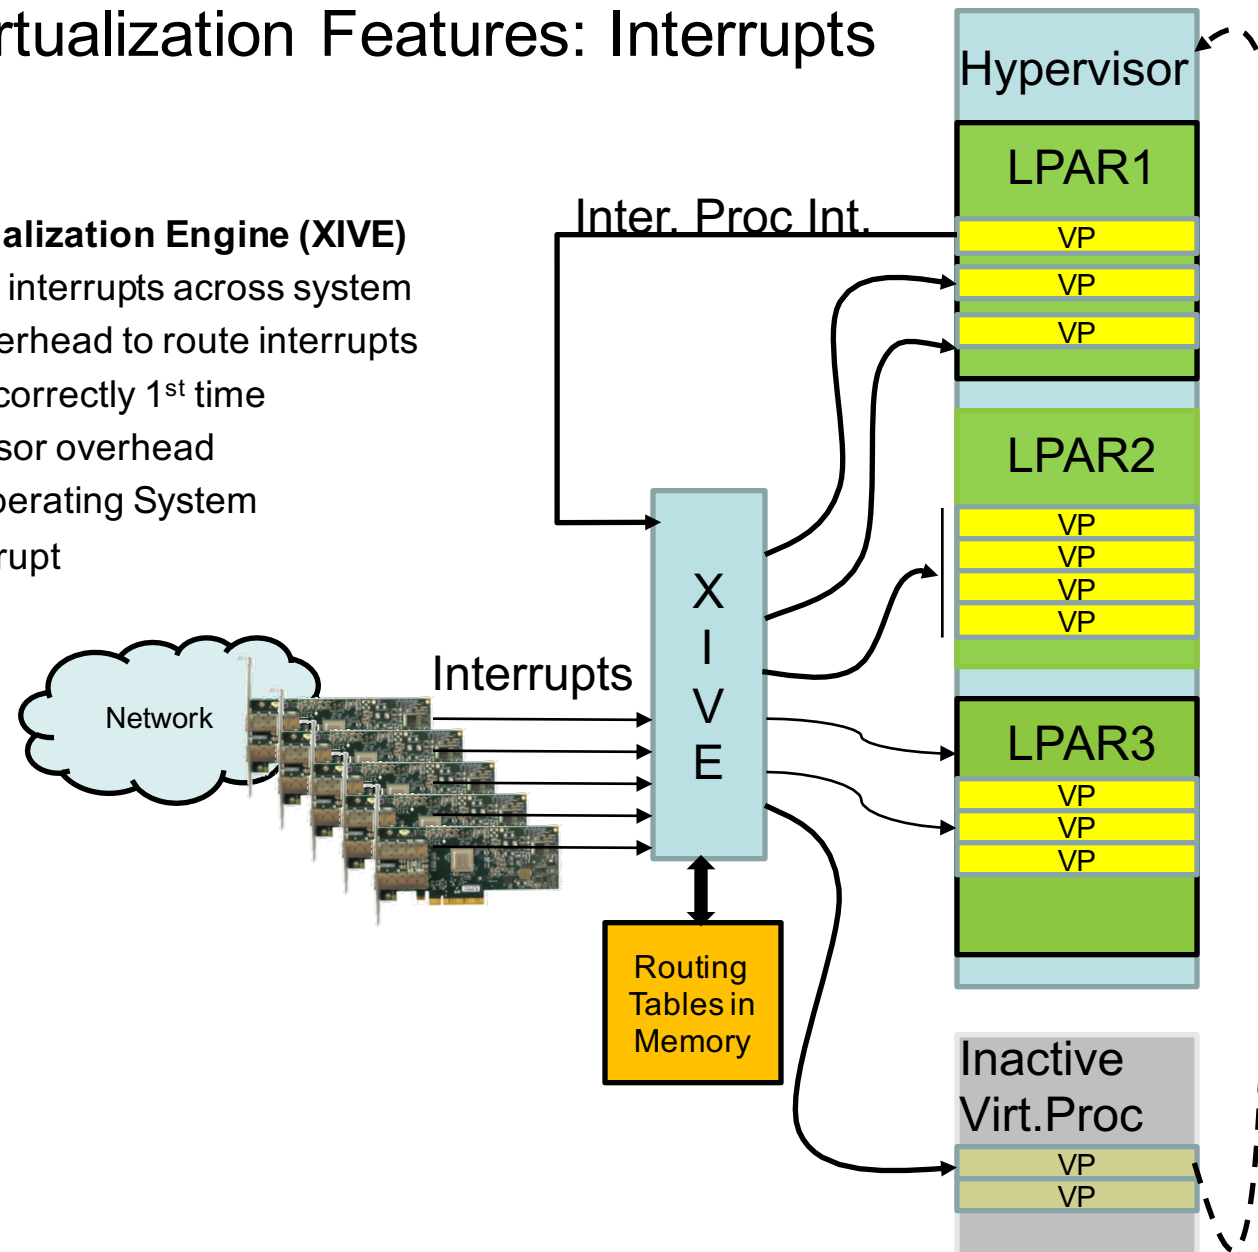 rtualization Features: Interrupts
alization Engine (XIVE)
interrupts across system
erhead to route interrupts
correctly 1st time
sor overhead
perating System
rupt
Inter. Proc Int.
Network
Interrupts
X
I
V
E
Routing
Tables in
Memory
Hypervisor
LPAR1
VP
VP
VP
LPAR2
VP
VP
VP
VP
LPAR3
VP
VP
VP
Inactive
Virt.Proc
VP
VP